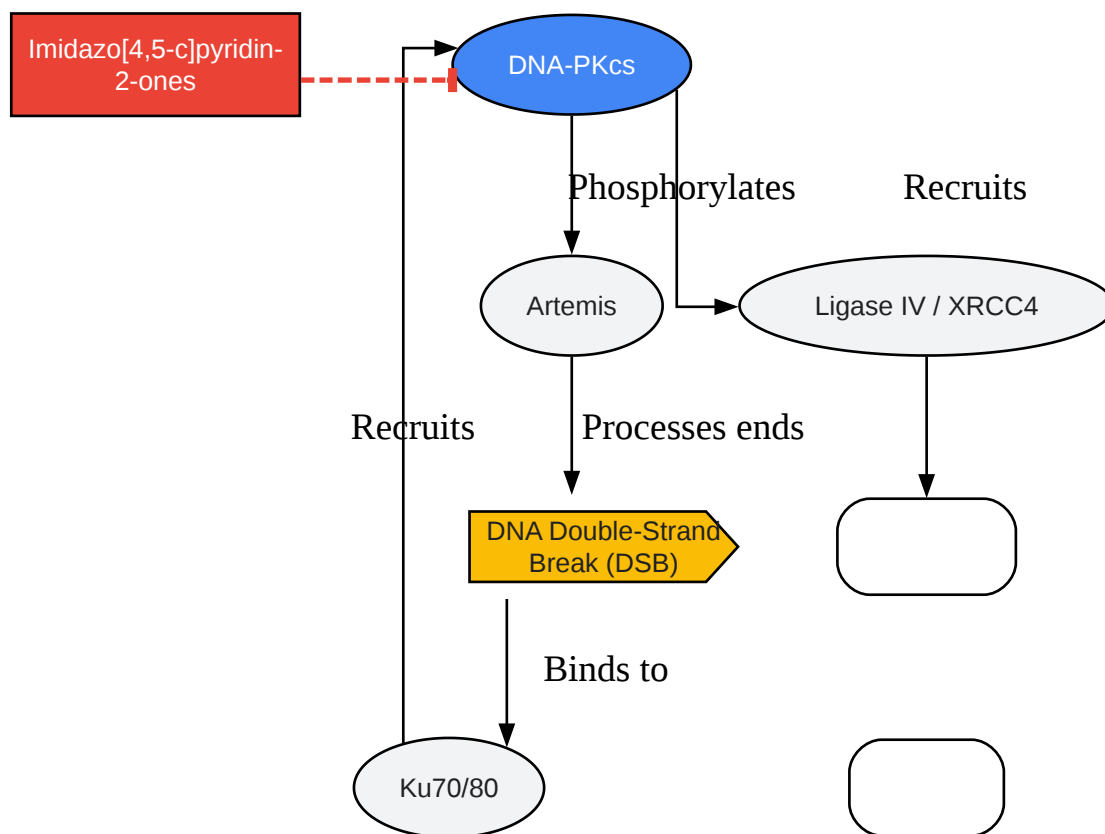 Imidazo[4,5-c]pyridin-
2-ones
DNA-PKcs
Phosphorylates
Recruits
Artemis
Ligase IV / XRCC4
Recruits
Processes ends
DNA Double-Strand
Break (DSB)
Binds to
Ku70/80